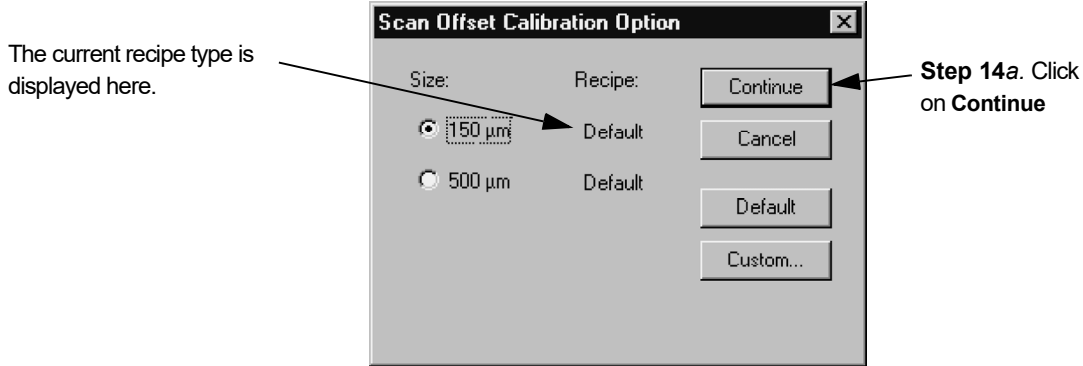 Scan Offset Calibration Option
The current recipe type is
displayed here.
Size:
Recipe:
Continue
Step 14a. Click
on Continue
150 µm
Default
Cancel
500 µm
Default
Default
Custom...